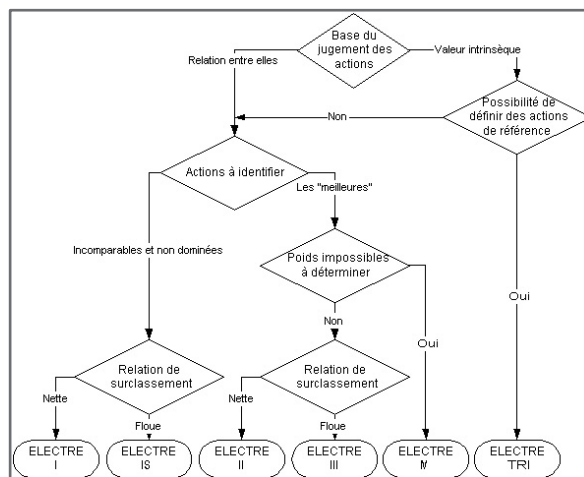 Base du
jugement des
actions
Relation entre elles
Valeur intrinsèque
Possibilité de
définir des actions
de référence
Non
Actions à identifier
Les "meilleures"
Incomparables et non dominées
Poids impossibles
à déterminer
Oui
Non
Oui
Relation de
surclassement
Relation de
surclassement
Nette
Floue
Nette
Floue
ELECTRE
I
ELECTRE
IS
ELECTRE
II
ELECTRE
III
ELECTRE
IV
ELECTRE
TRI